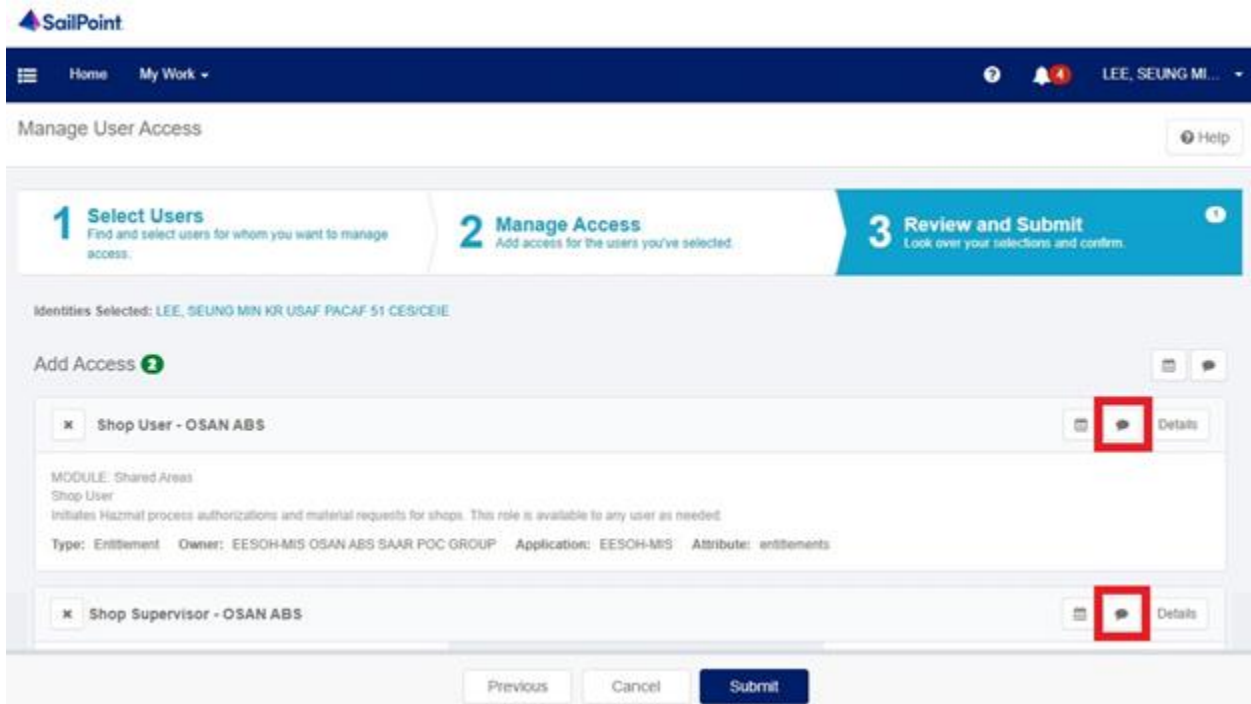 SailPoint
Home My Work
4
LEE, SEUNG MI...
Manage User Access
Help
1 Select Users
Find and select users for whom you want to manage
access.
2 Manage Access
Add access for the users you've selected.
3 Review and Submit
Look over your selections and confirm.
1
Identities Selected: LEE, SEUNG MIN KR USAF PACAF 51 CES/CEIE
Add Access 2
Shop User - OSAN ABS
Details
MODULE: Shared Areas
Shop User
Initiates Hazmat process authorizations and material requests for shops. This role is available to any user as needed.
Type: Entitlement Owner: EESOH-MIS OSAN ABS SAAR POC GROUP Application: EESOH-MIS Attribute: entitlements
Shop Supervisor - OSAN ABS
Details
Previous Cancel Submit